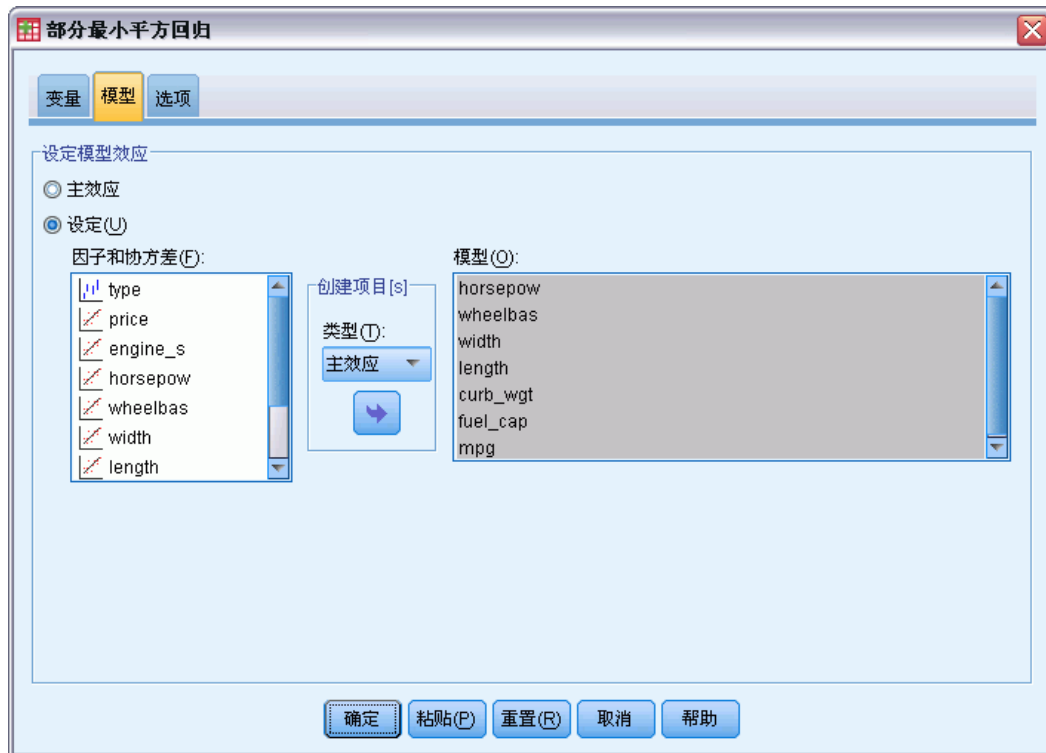 部分最小平方回归
变量 模型 选项
设定模型效应
主效应
设定(U)
因子和协方差(F):
type
price
engine_s
horsepow
wheelbas
width
length
创建项目[s]
类型(T):
主效应
模型(O):
horsepow
wheelbas
width
length
curb_wgt
fuel_cap
mpg
确定 粘贴(P) 重置(R) 取消 帮助